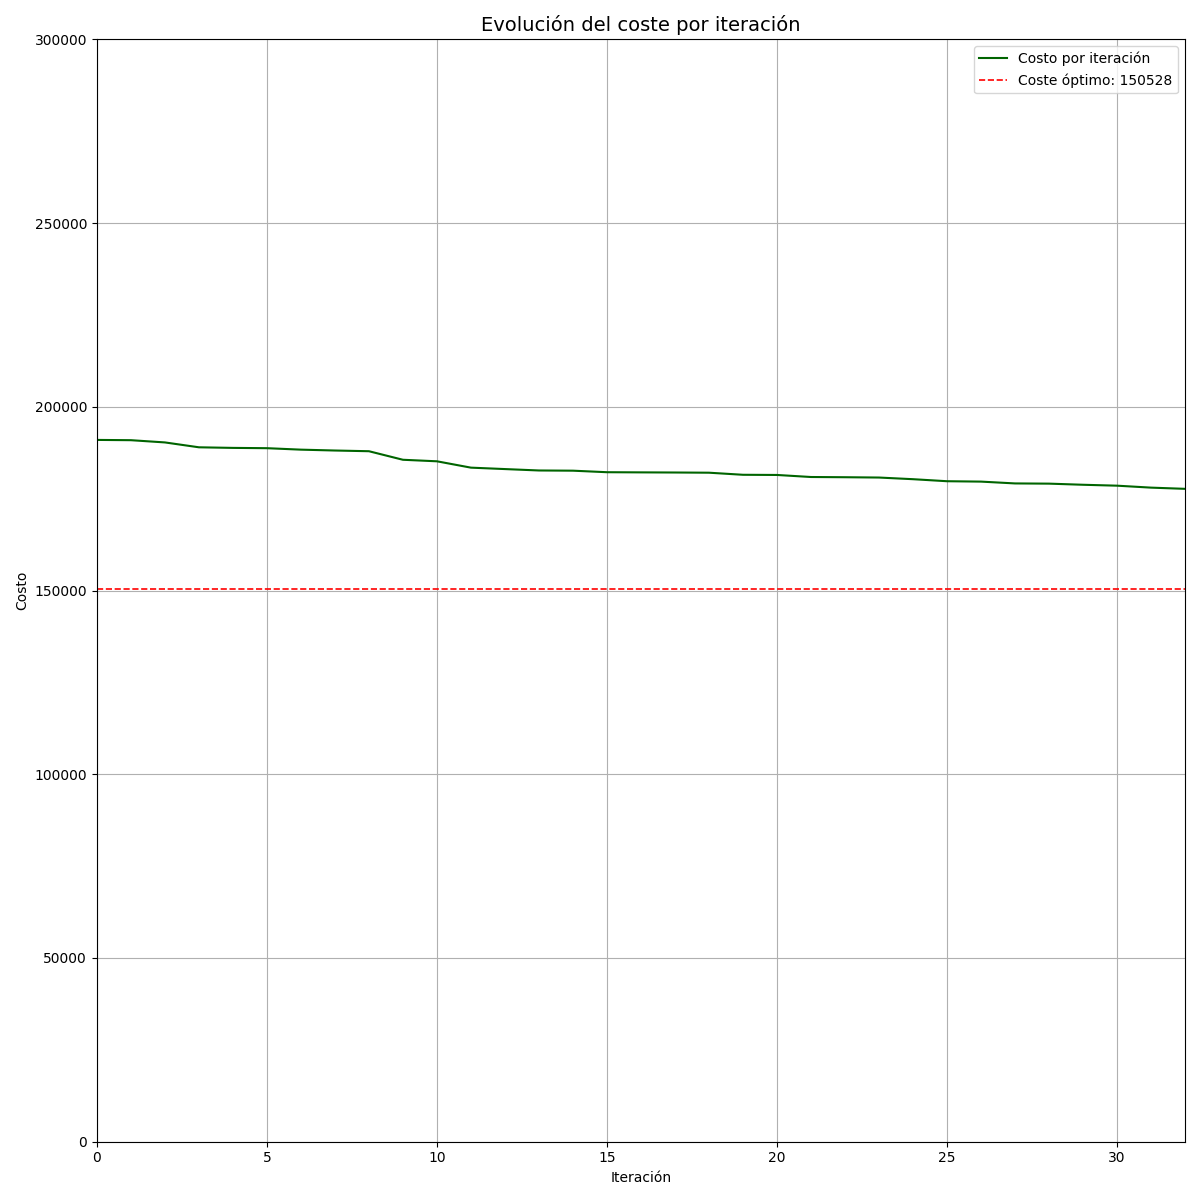 Evolución del coste por iteración
Costo por iteración
Coste óptimo: 150528
300000
250000
200000
150000
100000
50000
0
Costo
0 5 10 15 20 25 30
Iteración